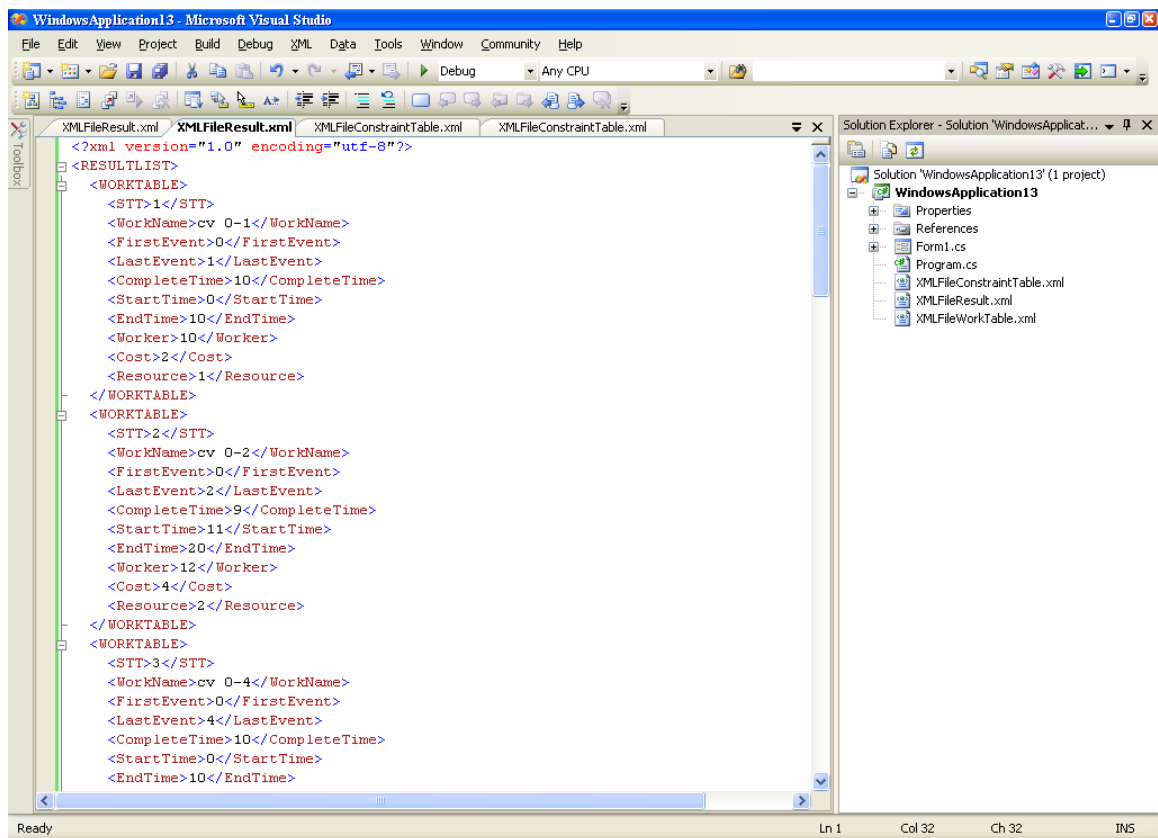 WindowsApplication13 - Microsoft Visual Studio
File Edit View Project Build Debug XML Data Tools Window Community Help
Debug Any CPU
XMLFileResult.xml XMLFileResult.xml XMLFileConstraintTable.xml XMLFileConstraintTable.xml
Toolbox
<?xml version="1.0" encoding="utf-8"?>
<RESULTLIST>
<WORKTABLE>
<STT>1</STT>
<WorkName>cv 0-1</WorkName>
<FirstEvent>0</FirstEvent>
<LastEvent>1</LastEvent>
<CompleteTime>10</CompleteTime>
<StartTime>0</StartTime>
<EndTime>10</EndTime>
<Worker>10</Worker>
<Cost>2</Cost>
<Resource>1</Resource>
</WORKTABLE>
<WORKTABLE>
<STT>2</STT>
<WorkName>cv 0-2</WorkName>
<FirstEvent>0</FirstEvent>
<LastEvent>2</LastEvent>
<CompleteTime>9</CompleteTime>
<StartTime>11</StartTime>
<EndTime>20</EndTime>
<Worker>12</Worker>
<Cost>4</Cost>
<Resource>2</Resource>
</WORKTABLE>
<WORKTABLE>
<STT>3</STT>
<WorkName>cv 0-4</WorkName>
<FirstEvent>0</FirstEvent>
<LastEvent>4</LastEvent>
<CompleteTime>10</CompleteTime>
<StartTime>0</StartTime>
<EndTime>10</EndTime>
Solution Explorer - Solution 'WindowsApplicat...
Solution 'WindowsApplication13' (1 project)
WindowsApplication13
Properties
References
Form1.cs
Program.cs
XMLFileConstraintTable.xml
XMLFileResult.xml
XMLFileWorkTable.xml
Ready Ln 1 Col 32 Ch 32 INS